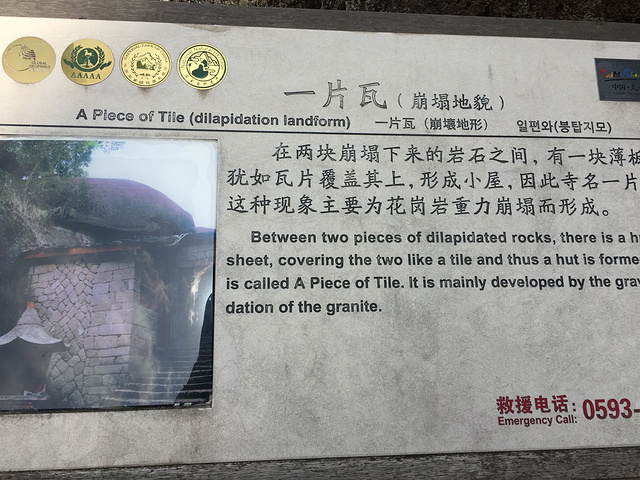 GLOBAL
GEOPARKS
AAAAA
一片瓦（崩塌地貌）
A Piece of Tile (dilapidation landform)
一片瓦（崩壞地形）
일편와(붕탑지모)
中国·
在两块崩塌下来的岩石之间，有一块薄板
犹如瓦片覆盖其上，形成小屋，因此寺名一片
这种现象主要为花岗岩重力崩塌而形成。
Between two pieces of dilapidated rocks, there is a
sheet, covering the two like a tile and thus a hut is forme
is called A Piece of Tile. It is mainly developed by the grav
dation of the granite.
救援电话：0593-
Emergency Call: